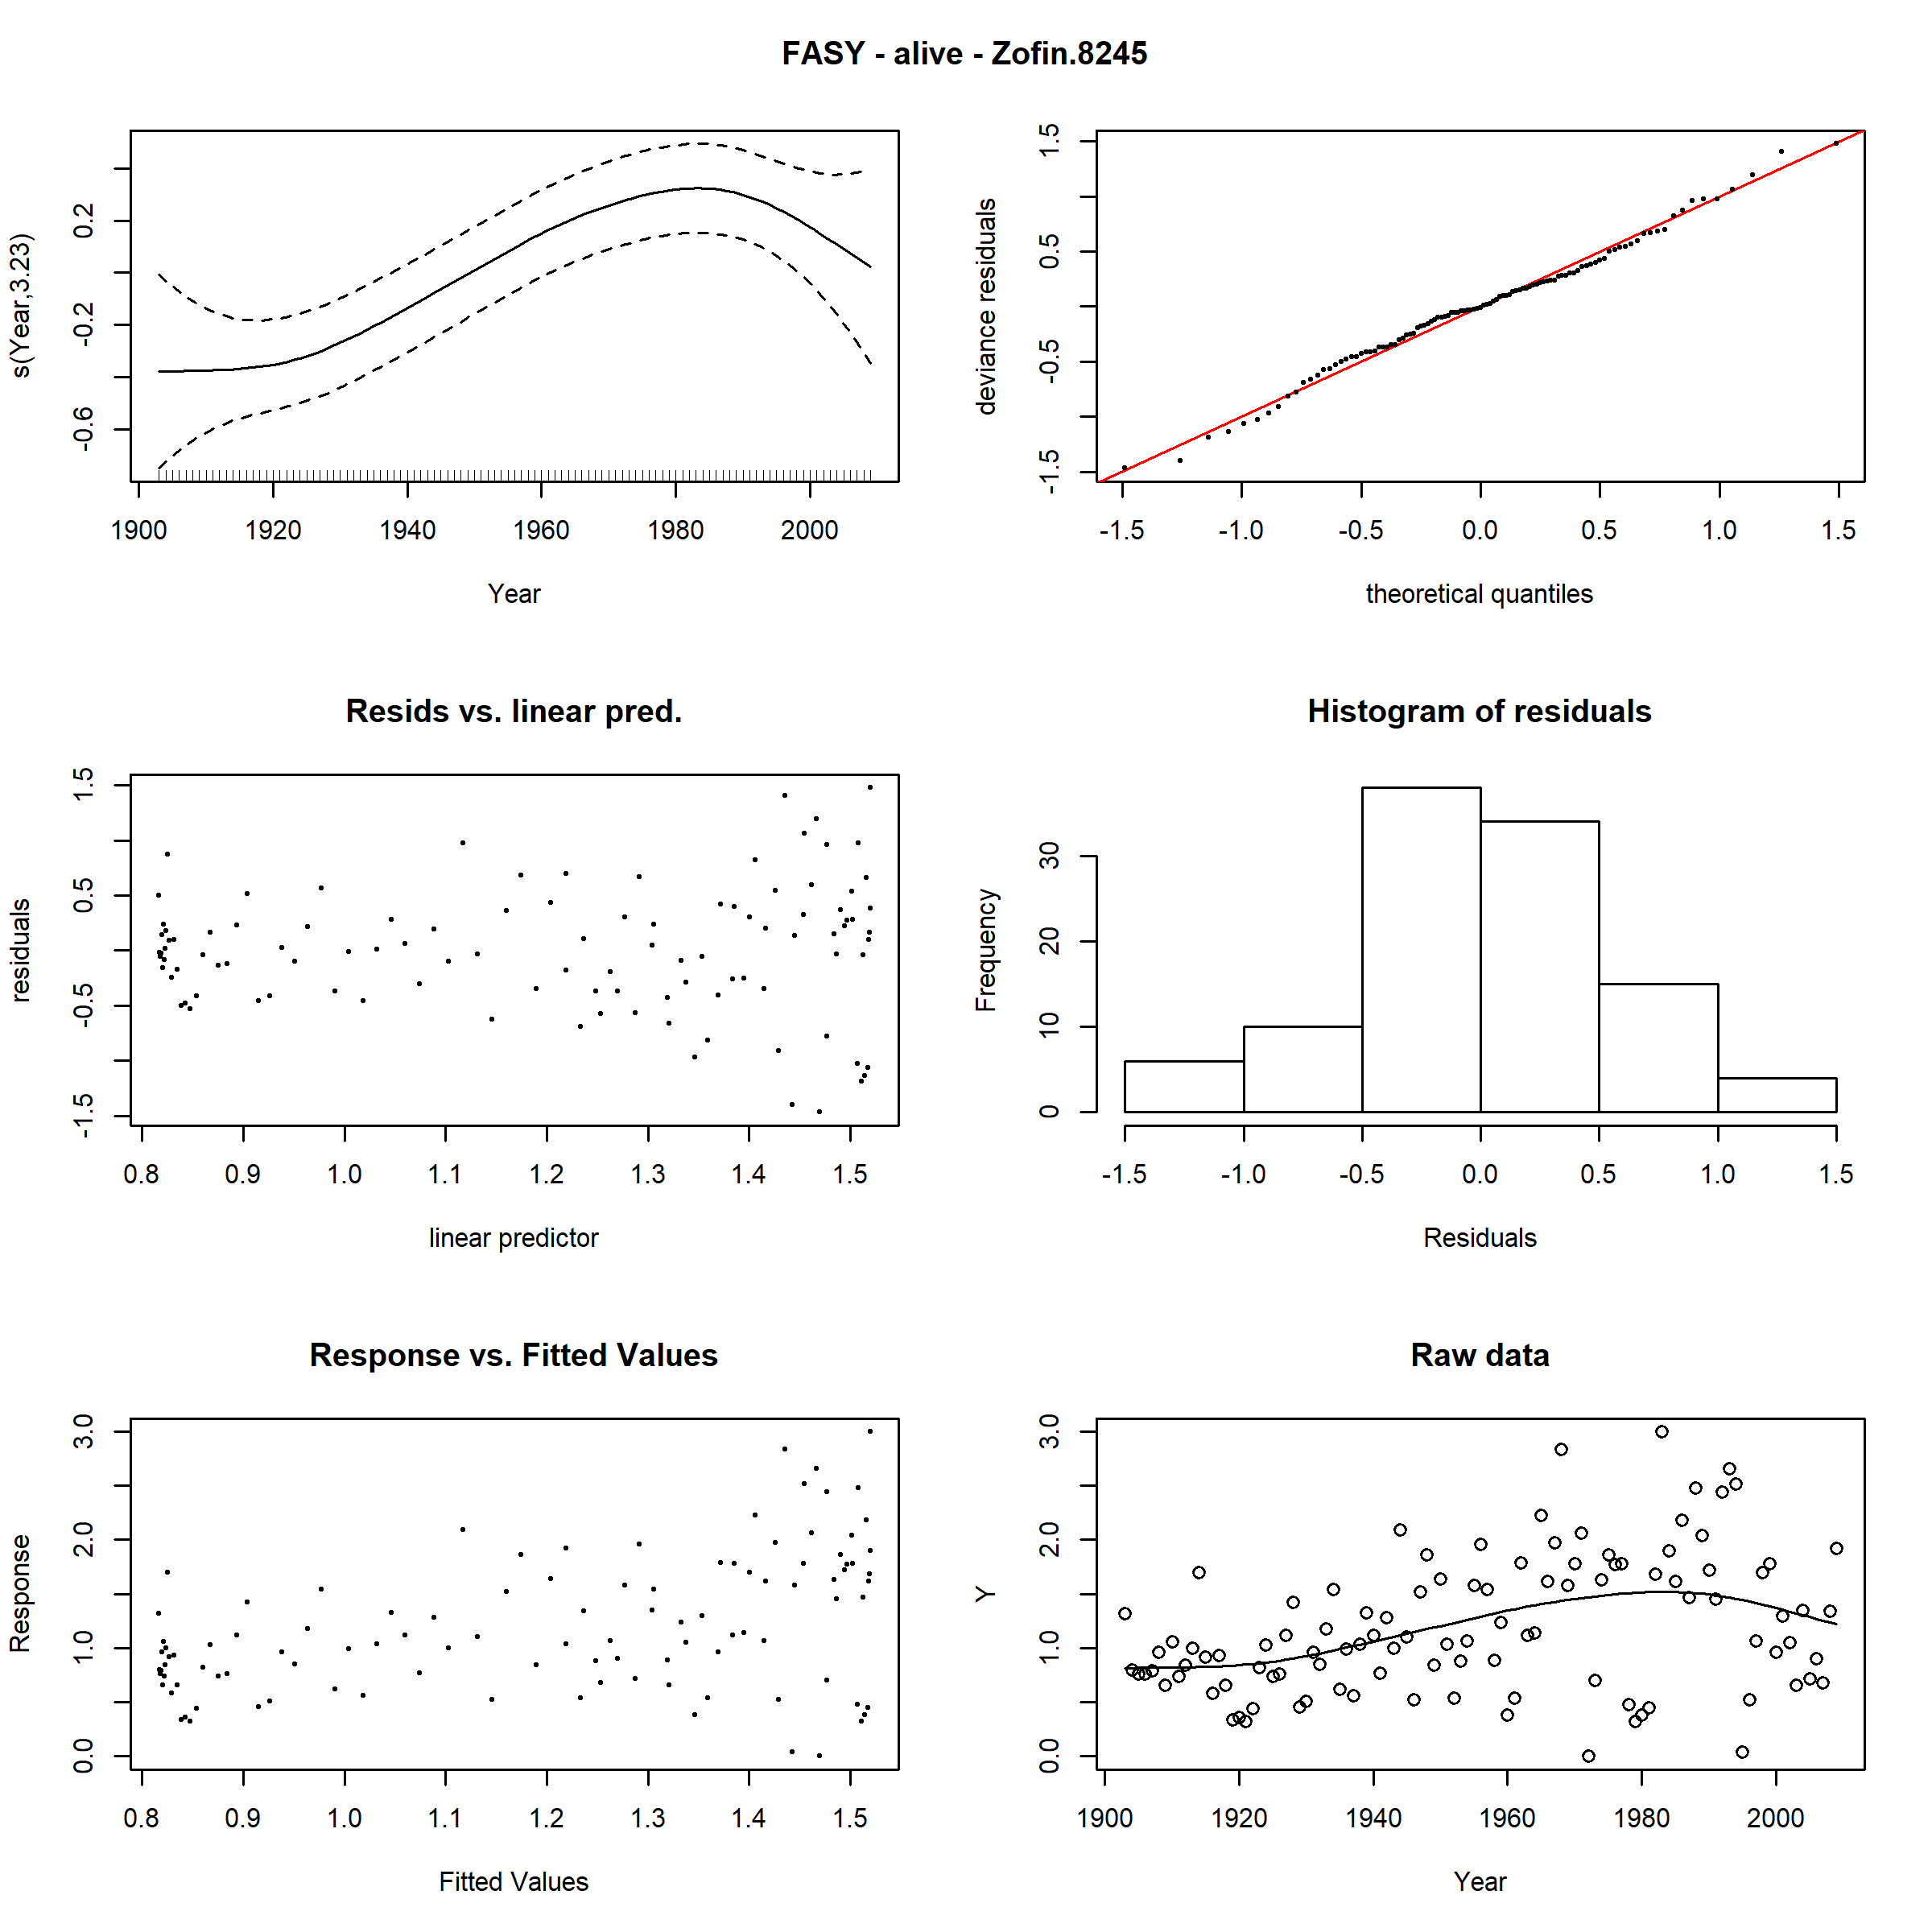 FASY - alive - Zofin.8245
s(Year,3.23)
-0.6 -0.2 0.2
1900 1920 1940 1960 1980 2000
Year
deviance residuals
-1.5 -0.5 0.5 1.5
-1.5 -1.0 -0.5 0.0 0.5 1.0 1.5
theoretical quantiles
Resids vs. linear pred.
residuals
-1.5 -0.5 0.5 1.5
0.8 0.9 1.0 1.1 1.2 1.3 1.4 1.5
linear predictor
Histogram of residuals
Frequency
0 10 20 30
-1.5 -1.0 -0.5 0.0 0.5 1.0 1.5
Residuals
Response vs. Fitted Values
Response
0.0 1.0 2.0 3.0
0.8 0.9 1.0 1.1 1.2 1.3 1.4 1.5
Fitted Values
Raw data
Y
0.0 1.0 2.0 3.0
1900 1920 1940 1960 1980 2000
Year